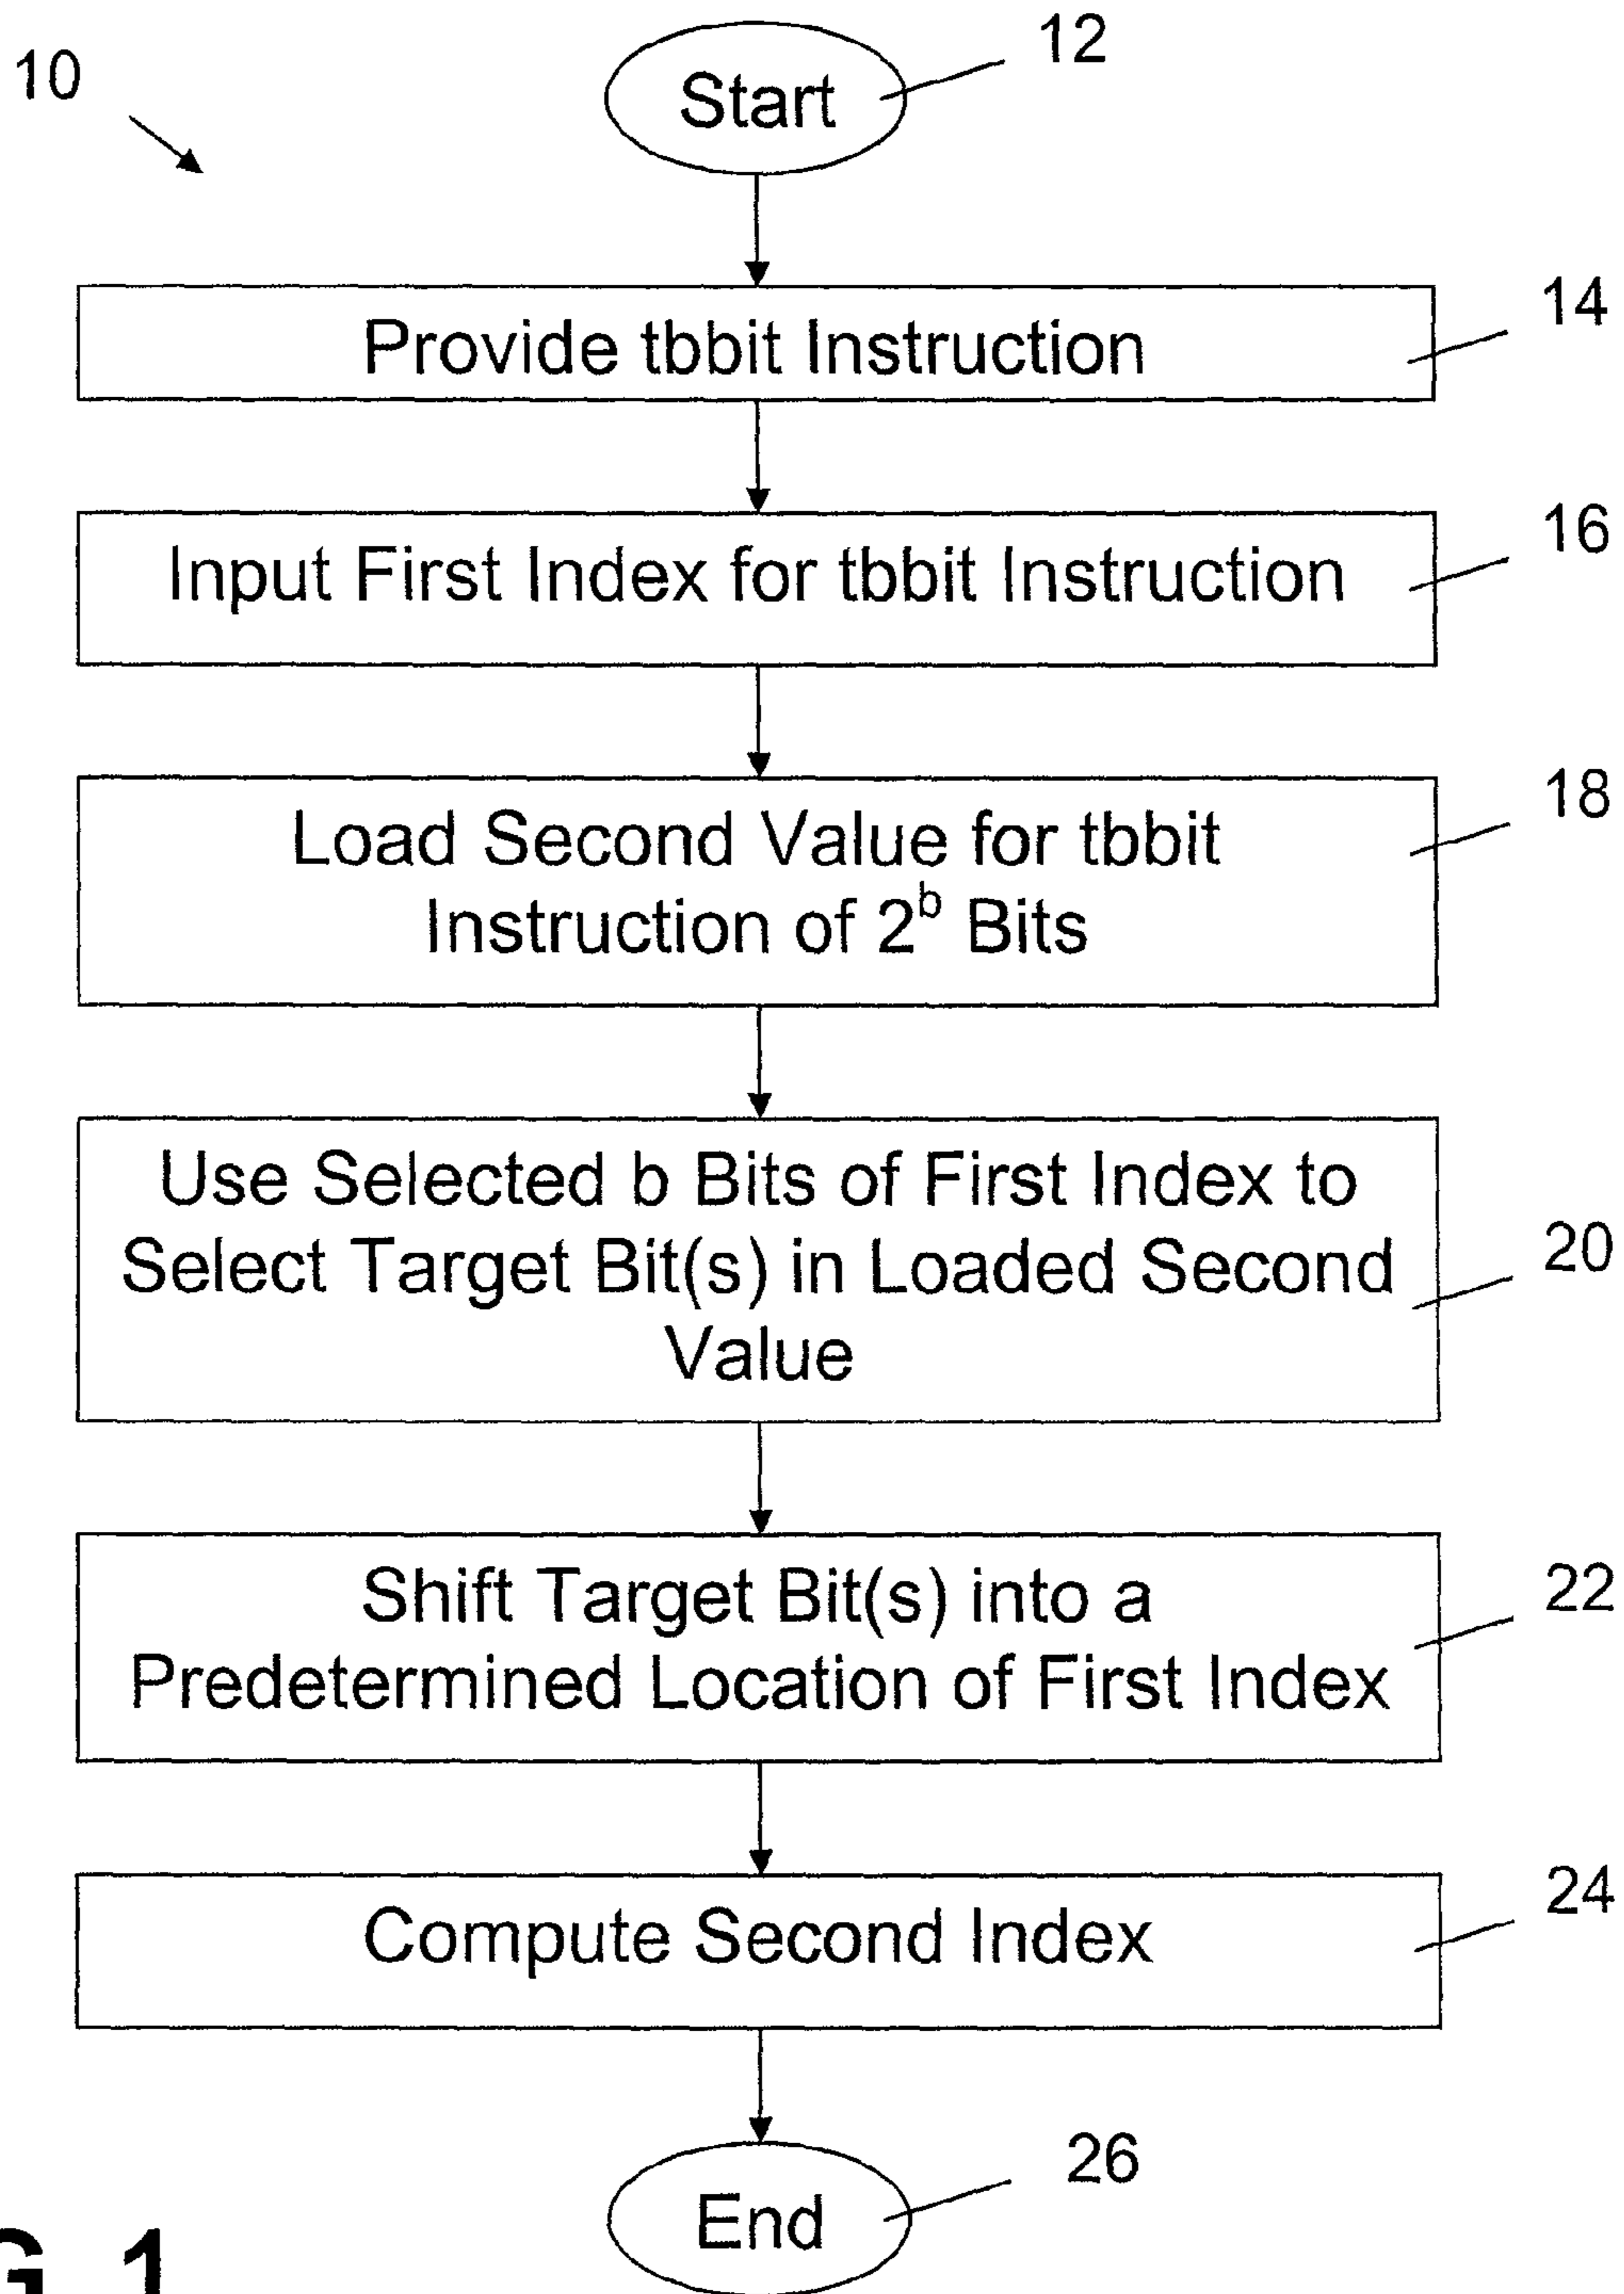 10
12
Start
14
Provide tbbit Instruction
16
Input First Index for tbbit Instruction
18
Load Second Value for tbbit
Instruction of 2^b Bits
Use Selected b Bits of First Index to
Select Target Bit(s) in Loaded Second
Value
20
Shift Target Bit(s) into a
Predetermined Location of First Index
22
Compute Second Index
24
26
End
G 1